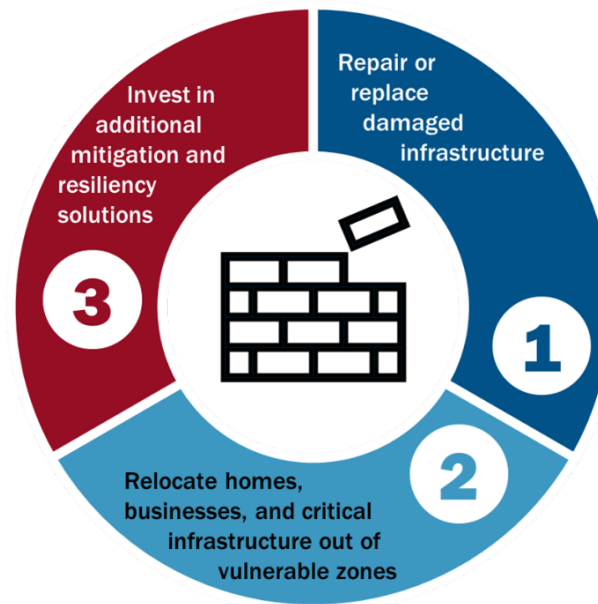 Repair or
replace
damaged
infrastructure
1
2
Relocate homes,
businesses, and critical
infrastructure out of
vulnerable zones
Invest in
additional
mitigation and
resiliency
solutions
3